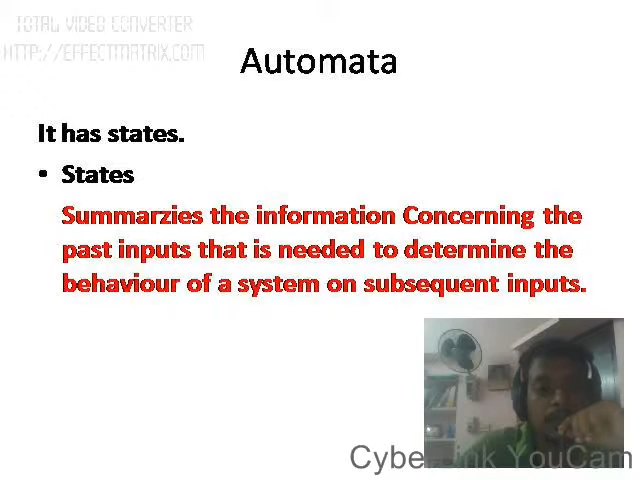 TOTAL VIDEO CONVERTER
HTTP://EFFECTMATRIX.COM
Automata
It has states.
• States
Summarzies the information Concerning the
past inputs that is needed to determine the
behaviour of a system on subsequent inputs.
CyberLink YouCam